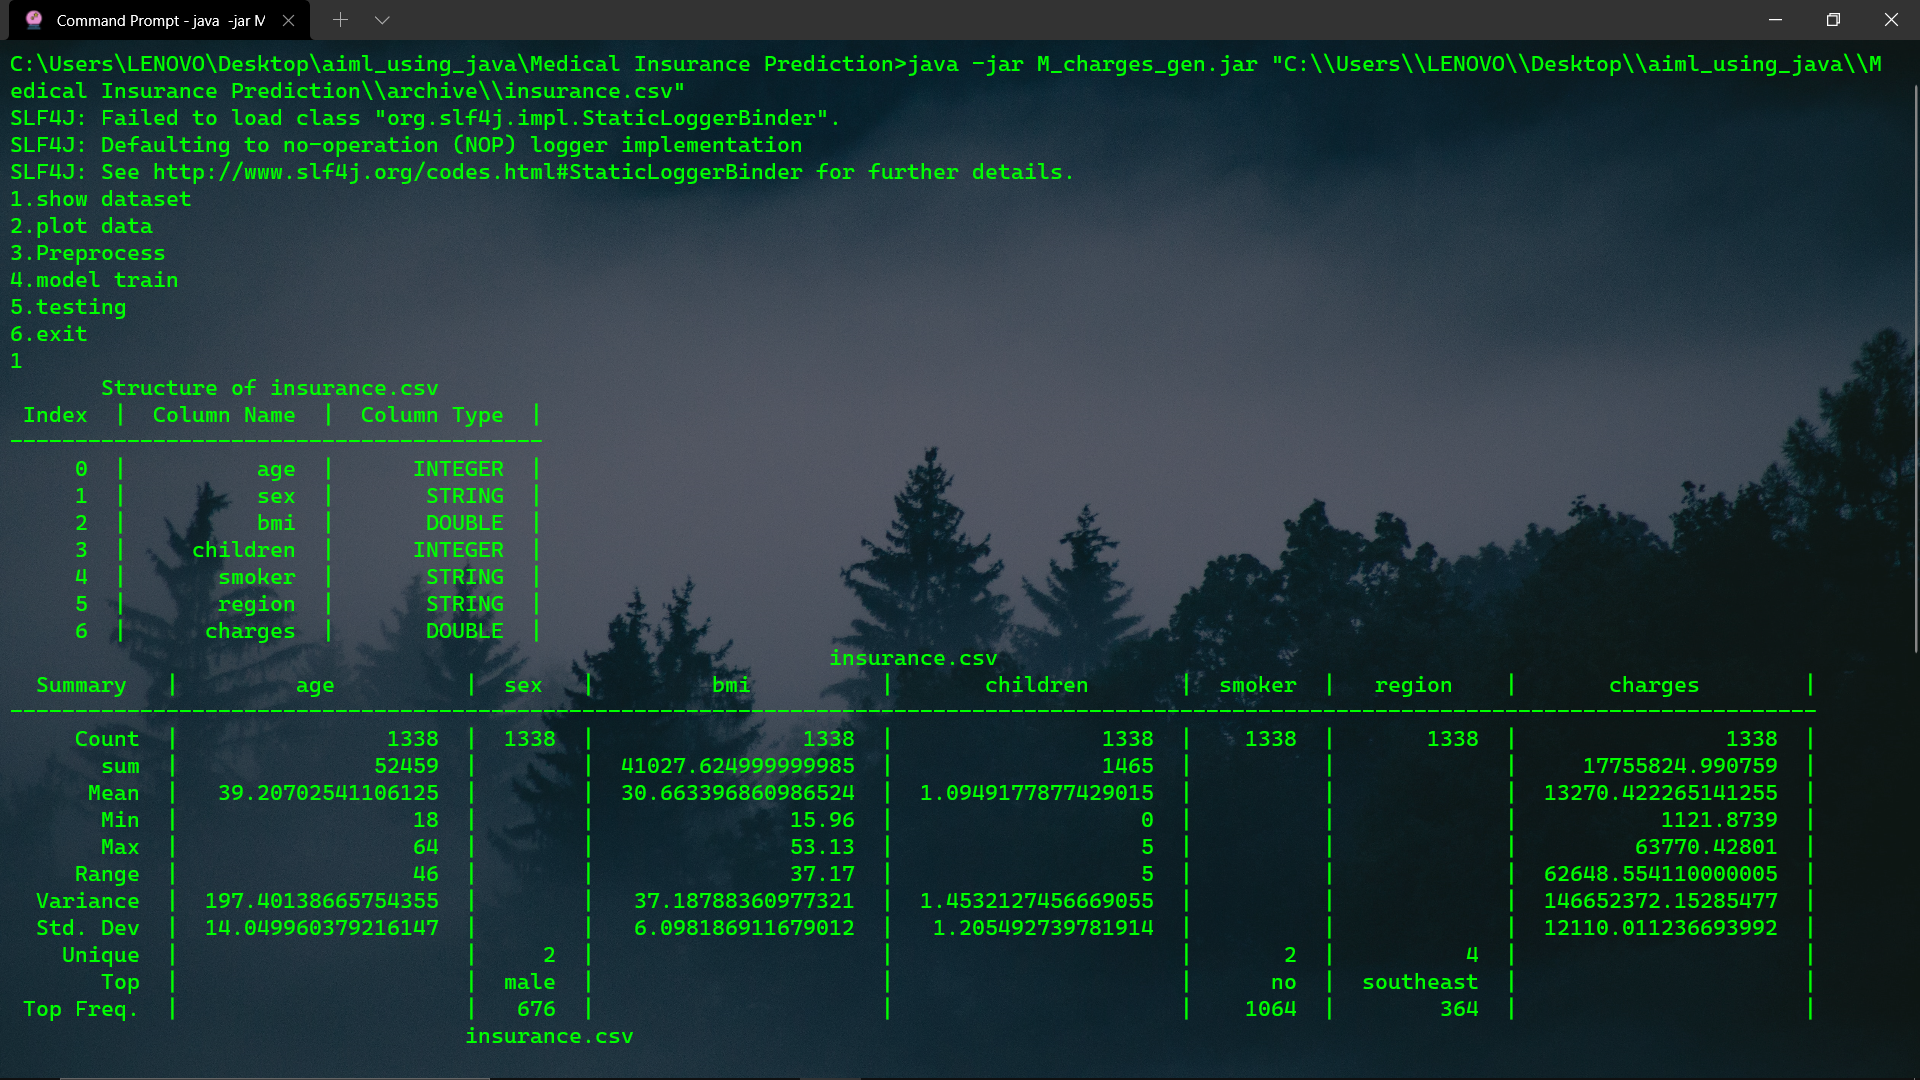 Command Prompt - java -jar M
C:\Users\LENOVO\Desktop\aiml_using_java\Medical Insurance Prediction>java -jar M_charges_gen.jar "C:\\Users\\LENOVO\\Desktop\\aiml_using_java\\M
edical Insurance Prediction\\archive\\insurance.csv"
SLF4J: Failed to load class "org.slf4j.impl.StaticLoggerBinder".
SLF4J: Defaulting to no-operation (NOP) logger implementation
SLF4J: See http://www.slf4j.org/codes.html#StaticLoggerBinder for further details.
1.show dataset
2.plot data
3.Preprocess
4.model train
5.testing
6.exit
1
Structure of insurance.csv
Index | Column Name | Column Type |
-----------------------------------------
0 | age | INTEGER |
1 | sex | STRING |
2 | bmi | DOUBLE |
3 | children | INTEGER |
4 | smoker | STRING |
5 | region | STRING |
6 | charges | DOUBLE |
insurance.csv
Summary | age | sex | bmi | children | smoker | region | charges |
-------------------------------------------------------------------------------------------------------------------------------------------
Count | 1338 | 1338 | 1338 | 1338 | 1338 | 1338 | 1338 |
sum | 52459 | | 41027.624999999985 | 1465 | | | 17755824.990759 |
Mean | 39.20702541106125 | | 30.663396860986524 | 1.0949177877429015 | | | 13270.422265141255 |
Min | 18 | | 15.96 | 0 | | | 1121.8739 |
Max | 64 | | 53.13 | 5 | | | 63770.42801 |
Range | 46 | | 37.17 | 5 | | | 62648.554110000005 |
Variance | 197.40138665754355 | | 37.18788360977321 | 1.4532127456669055 | | | 146652372.15285477 |
Std. Dev | 14.049960379216147 | | 6.098186911679012 | 1.205492739781914 | | | 12110.011236693992 |
Unique | | 2 | | | 2 | 4 | |
Top | | male | | | no | southeast | |
Top Freq. | | 676 | | | 1064 | 364 | |
insurance.csv